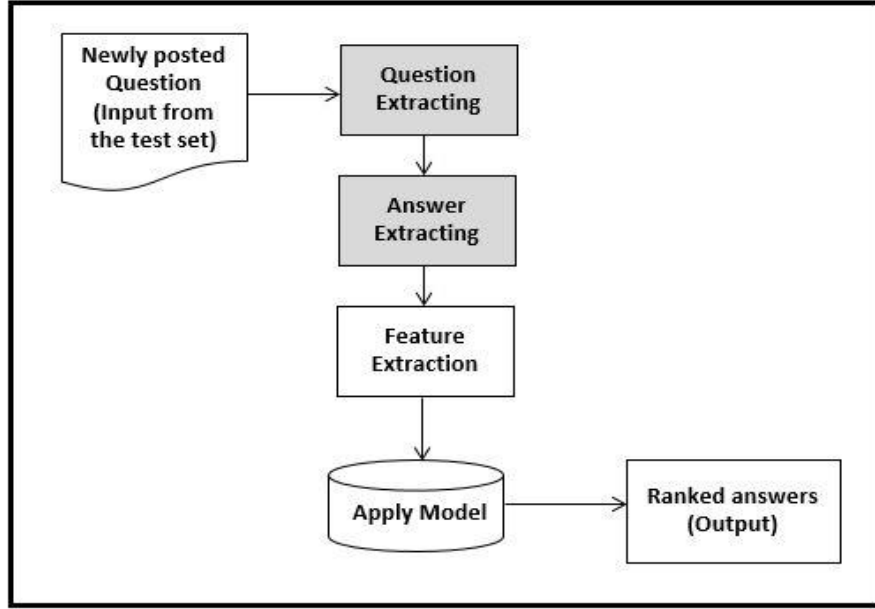 Newly posted
Question
(Input from
the test set)
Question
Extracting
Answer
Extracting
Feature
Extraction
Apply Model
Ranked answers
(Output)